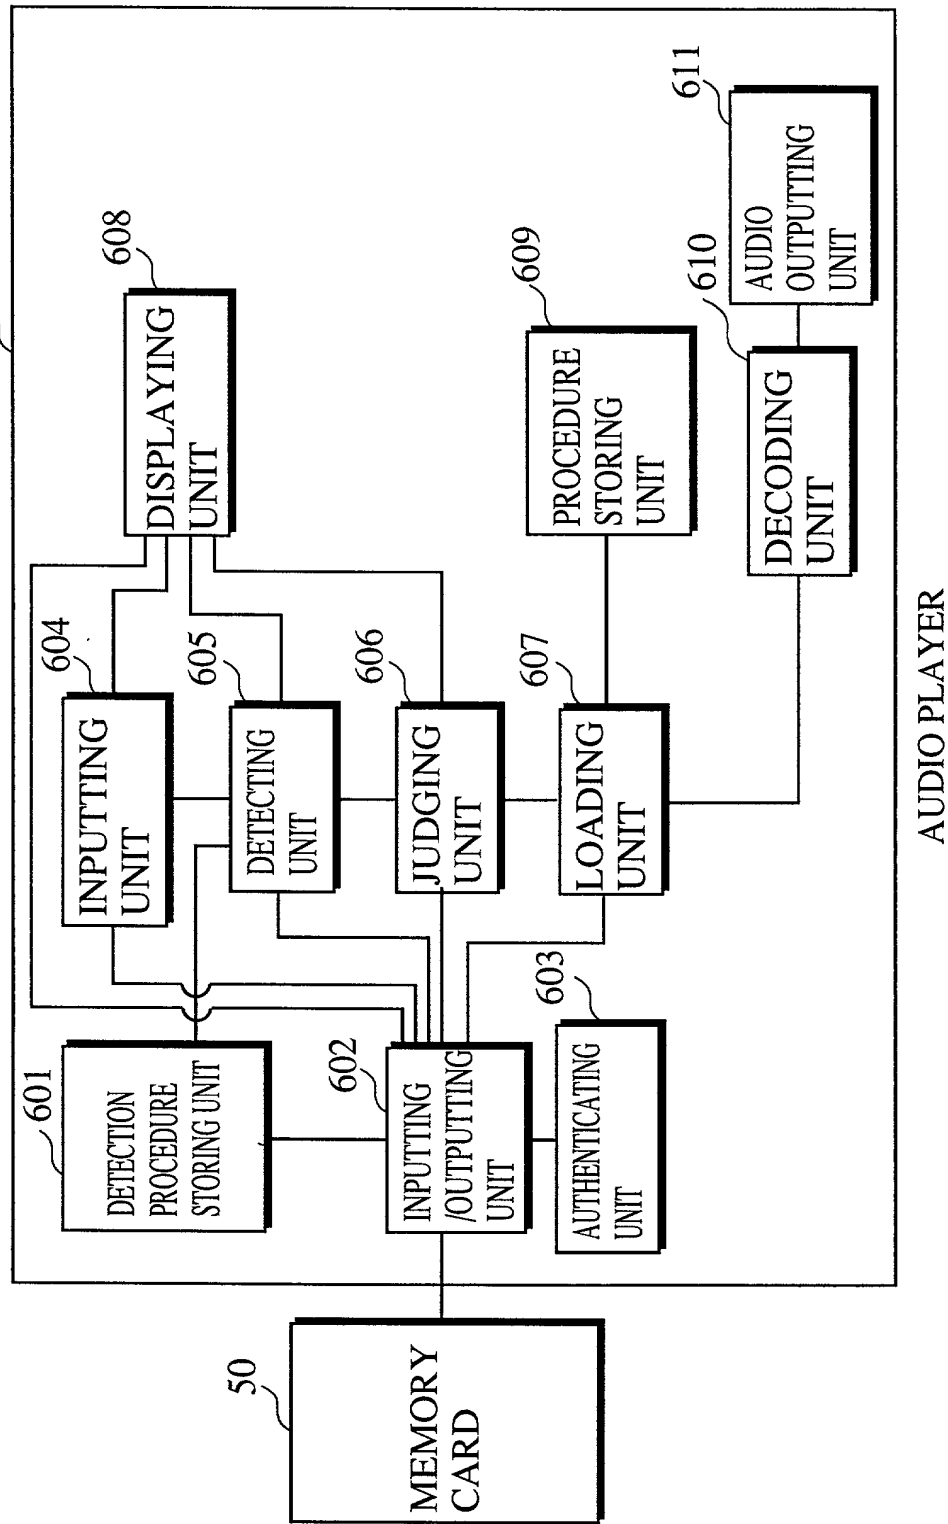 50
MEMORY
CARD
601
DETECTION
PROCEDURE
STORING UNIT
602
INPUTTING
/OUTPUTTING
UNIT
603
AUTHENTICATING
UNIT
604
INPUTTING
UNIT
605
DETECTING
UNIT
606
JUDGING
UNIT
607
LOADING
UNIT
608
DISPLAYING
UNIT
609
PROCEDURE
STORING
UNIT
610
DECODING
UNIT
611
AUDIO
OUTPUTTING
UNIT
AUDIO PLAYER